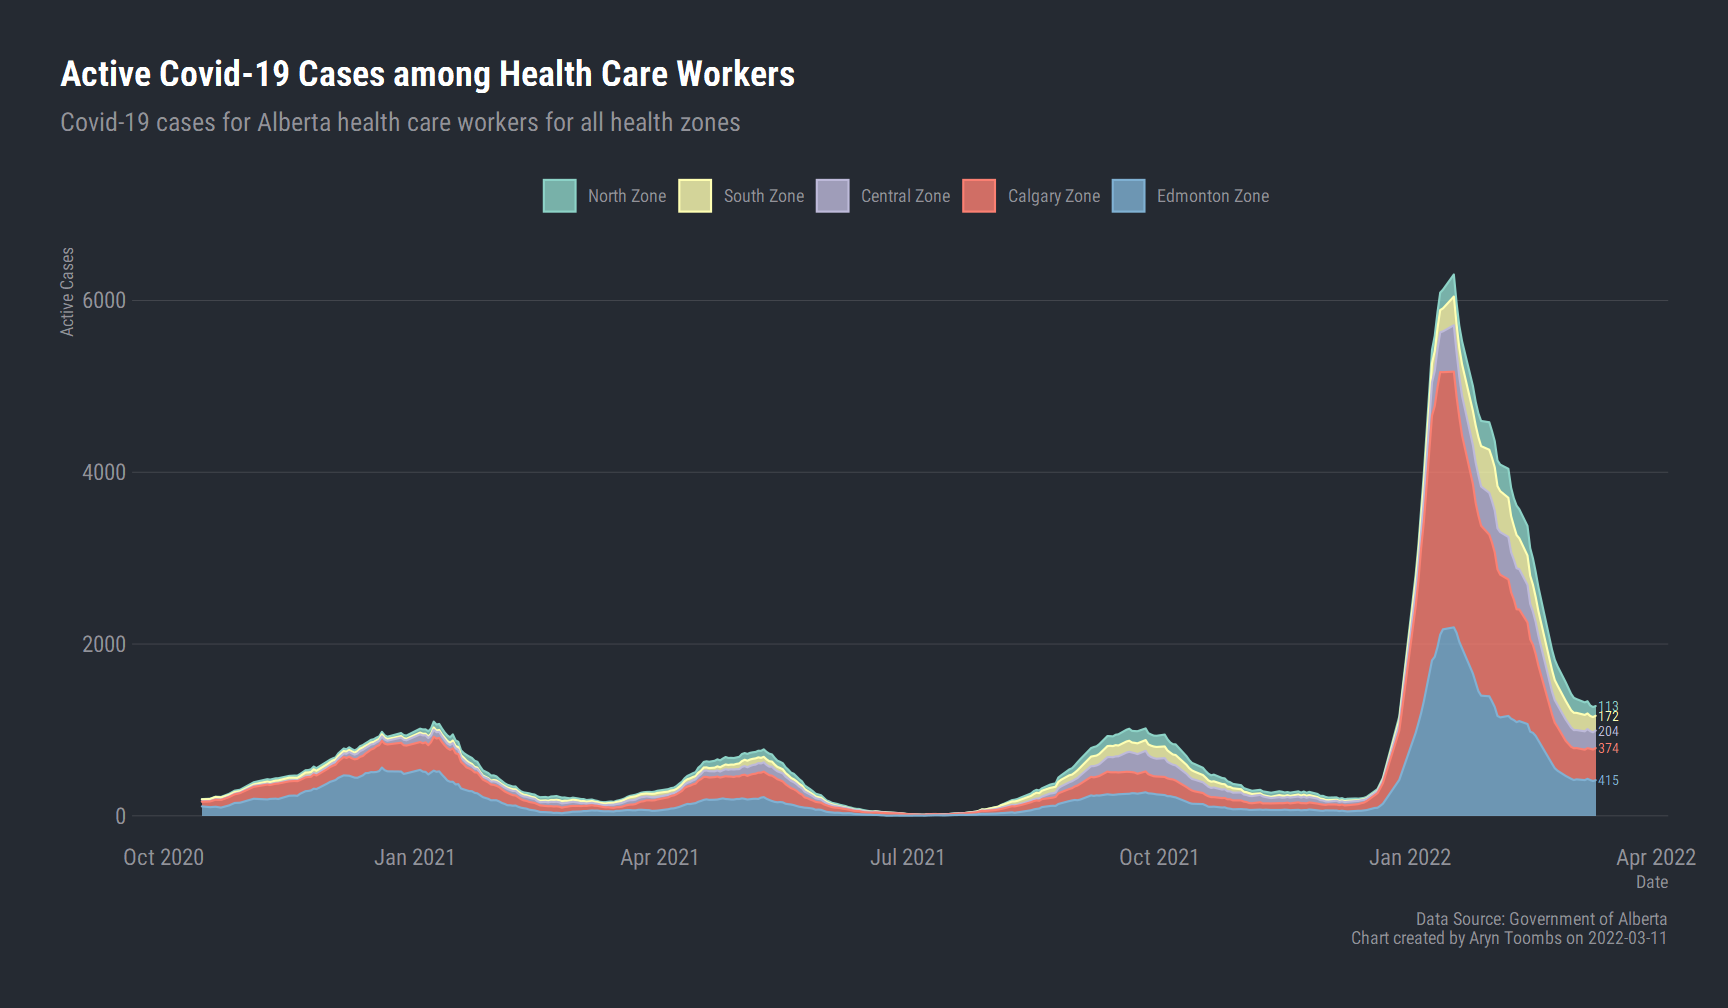 Active Covid-19 Cases among Health Care Workers
Covid-19 cases for Alberta health care workers for all health zones
North Zone South Zone Central Zone Calgary Zone Edmonton Zone
Active Cases
6000
4000
2000
0
113
172
204
374
415
Oct 2020 Jan 2021 Apr 2021 Jul 2021 Oct 2021 Jan 2022 Apr 2022
Date
Data Source: Government of Alberta
Chart created by Aryn Toombs on 2022-03-11